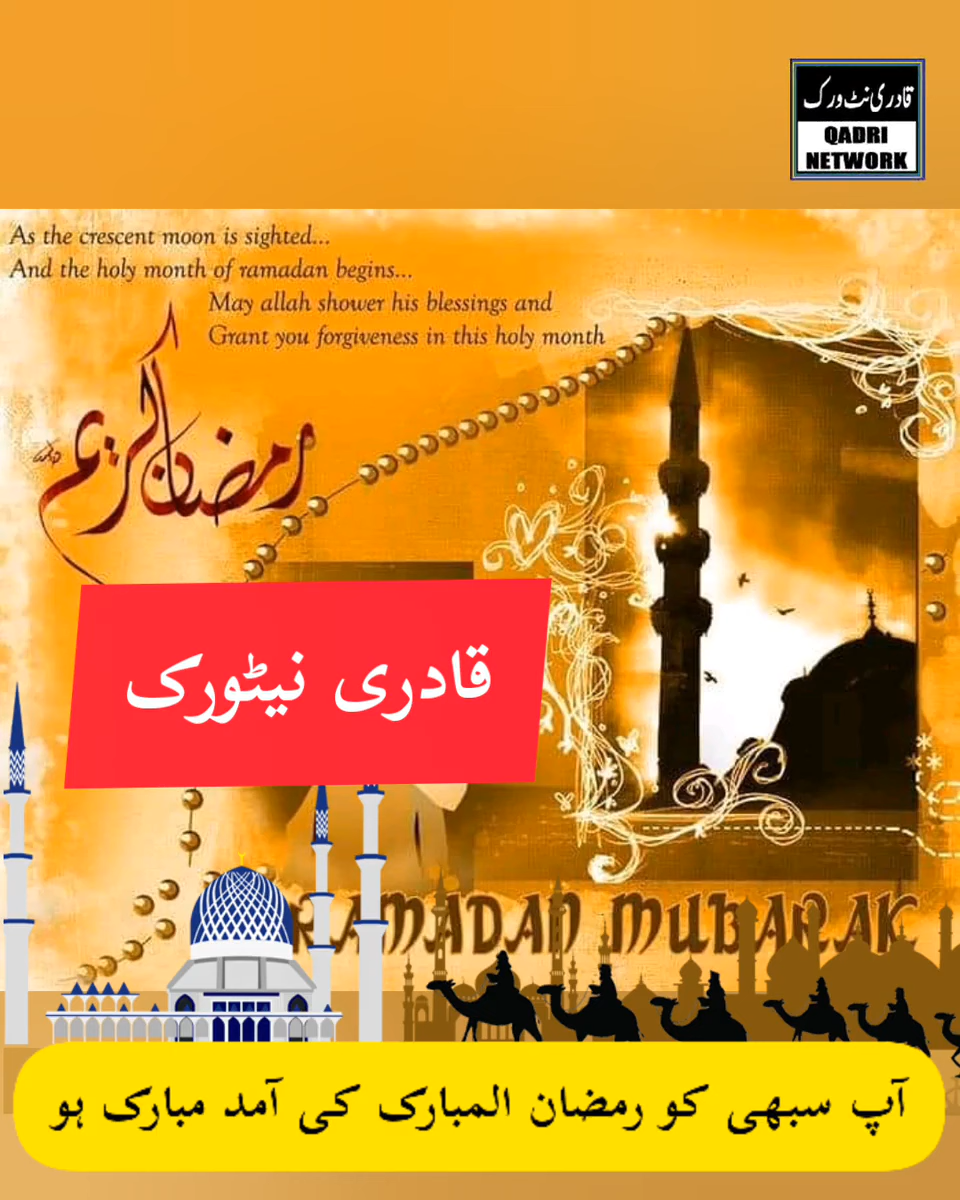 قادری نٹ ورک
QADRI
NETWORK
As the crescent moon is sighted...
And the holy month of ramadan begins...
May allah shower his blessings and
Grant you forgiveness in this holy month
رمضان كريم
قادری نیٹورک
RAMADAN MUBARAK
آپ سبھی کو رمضان المبارک کی آمد مبارک ہو